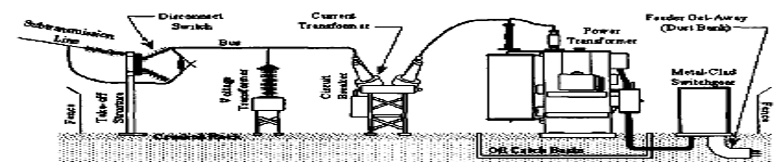 Subtransmission
Line
Disconnect
Switch
Bus
Current
Transformer
Power
Transformer
Feeder Get-Away
(Duct Bank)
Metal-Clad
Switchgear
Fence
Take-off
Structure
Voltage
Transformer
Circuit
Breaker
Fence
Crushed Rock
Oil Catch Basin